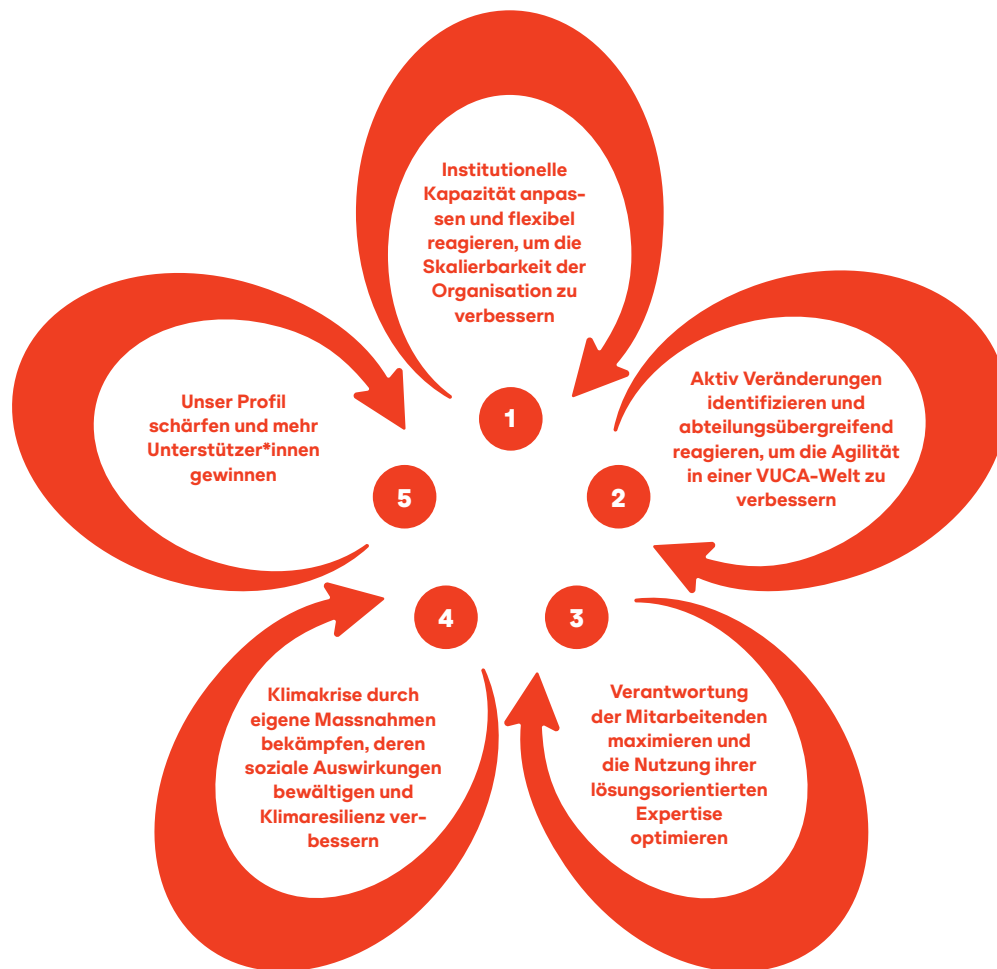 Institutionelle
Kapazität anpas-
sen und flexibel
reagieren, um die
Skalierbarkeit der
Organisation zu
verbessern
1
Aktiv Veränderungen
identifizieren und
abteilungsübergreifend
reagieren, um die Agilität
in einer VUCA-Welt zu
verbessern
2
Verantwortung
der Mitarbeitenden
maximieren und
die Nutzung ihrer
lösungsorientierten
Expertise
optimieren
3
Klimakrise durch
eigene Massnahmen
bekämpfen, deren
soziale Auswirkungen
bewältigen und
Klimaresilienz ver-
bessern
4
Unser Profil
schärfen und mehr
Unterstützer*innen
gewinnen
5